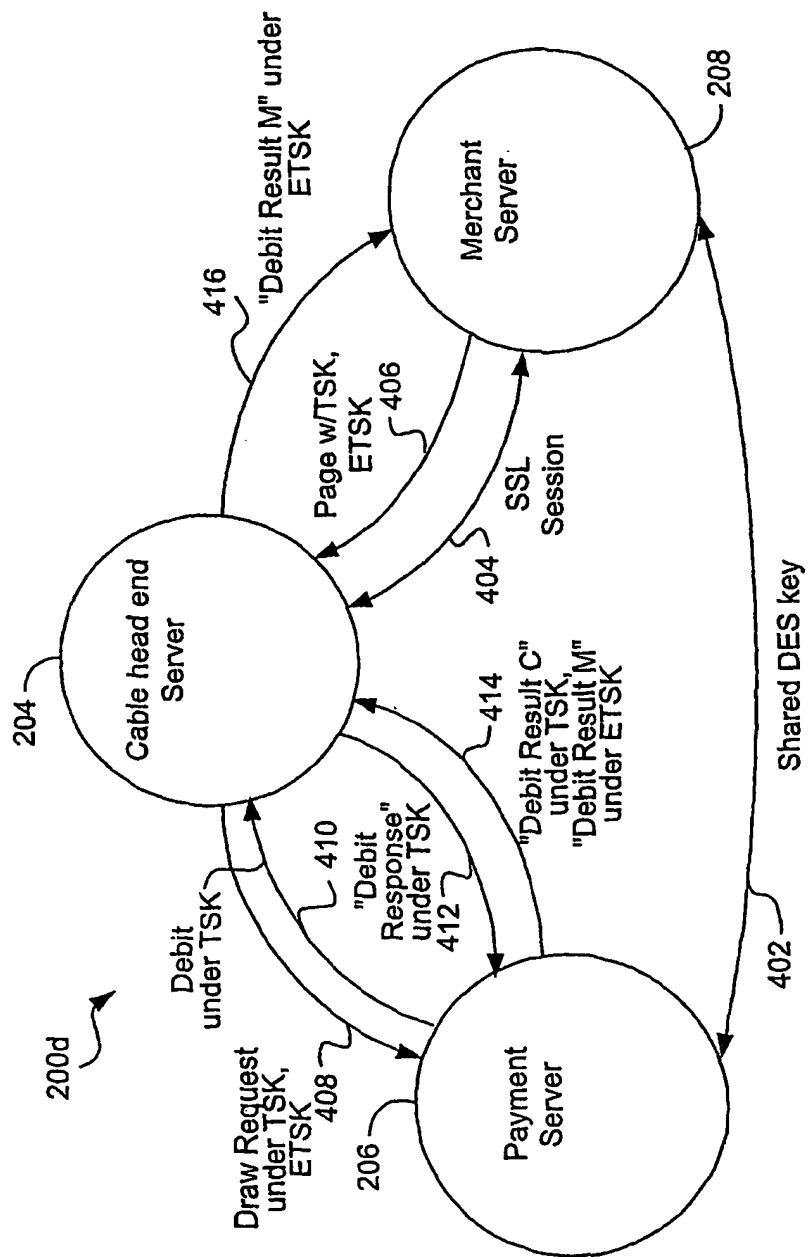 200d
204
Cable head end
Server
Draw Request
under TSK,
ETSK
408
Debit
under TSK
410
"Debit
Response"
under TSK
412
414
"Debit Result C"
under TSK,
"Debit Result M"
under ETSK
206
Payment
Server
416
"Debit Result M" under
ETSK
Page w/TSK,
ETSK
406
404
SSL
Session
Merchant
Server
208
402
Shared DES key